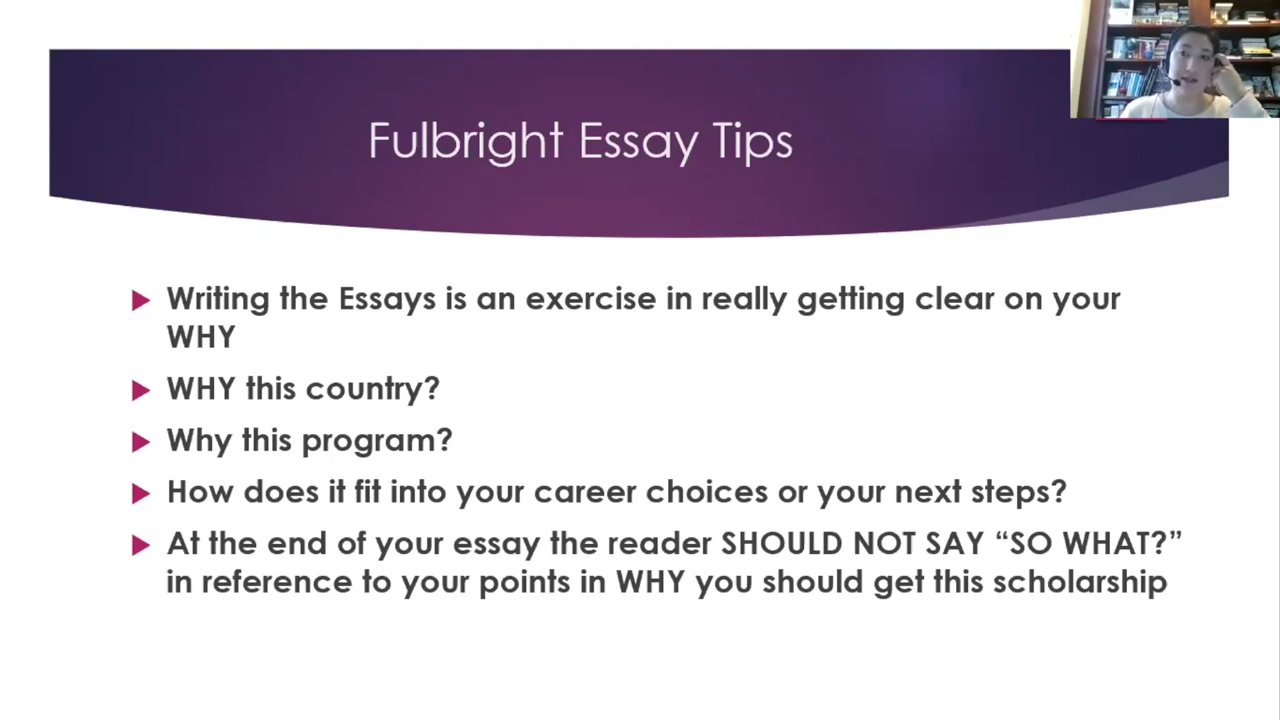 Fulbright Essay Tips
Writing the Essays is an exercise in really getting clear on your
WHY
WHY this country?
Why this program?
How does it fit into your career choices or your next steps?
At the end of your essay the reader SHOULD NOT SAY “SO WHAT?”
in reference to your points in WHY you should get this scholarship